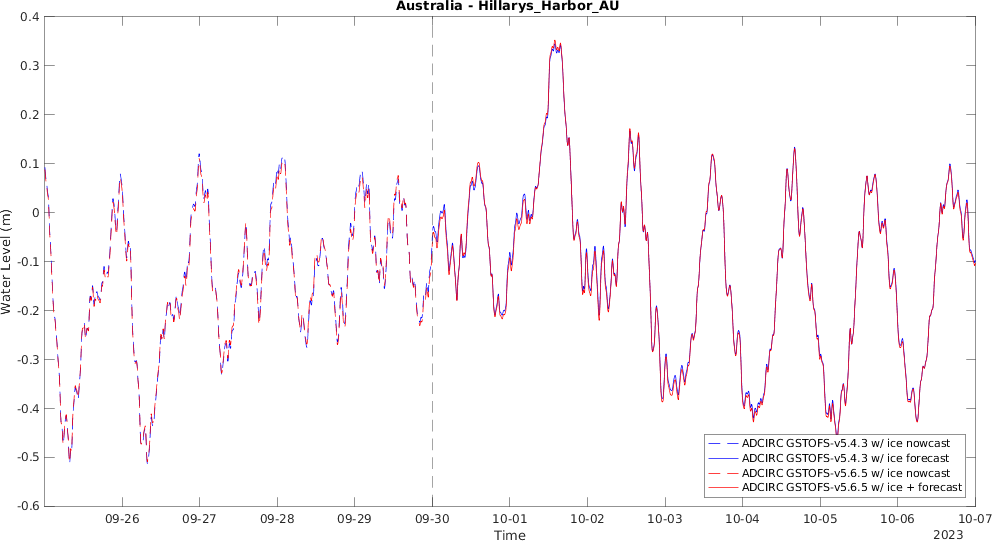 Australia - Hillarys_Harbor_AU
0.4
0.3
0.2
0.1
0
-0.1
-0.2
-0.3
-0.4
-0.5
-0.6
Water Level (m)
ADCIRC GSTOFS-v5.4.3 w/ ice nowcast
ADCIRC GSTOFS-v5.4.3 w/ ice forecast
ADCIRC GSTOFS-v5.6.5 w/ ice nowcast
ADCIRC GSTOFS-v5.6.5 w/ ice + forecast
09-26 09-27 09-28 09-29 09-30 10-01 10-02 10-03 10-04 10-05 10-06 10-07
Time
2023